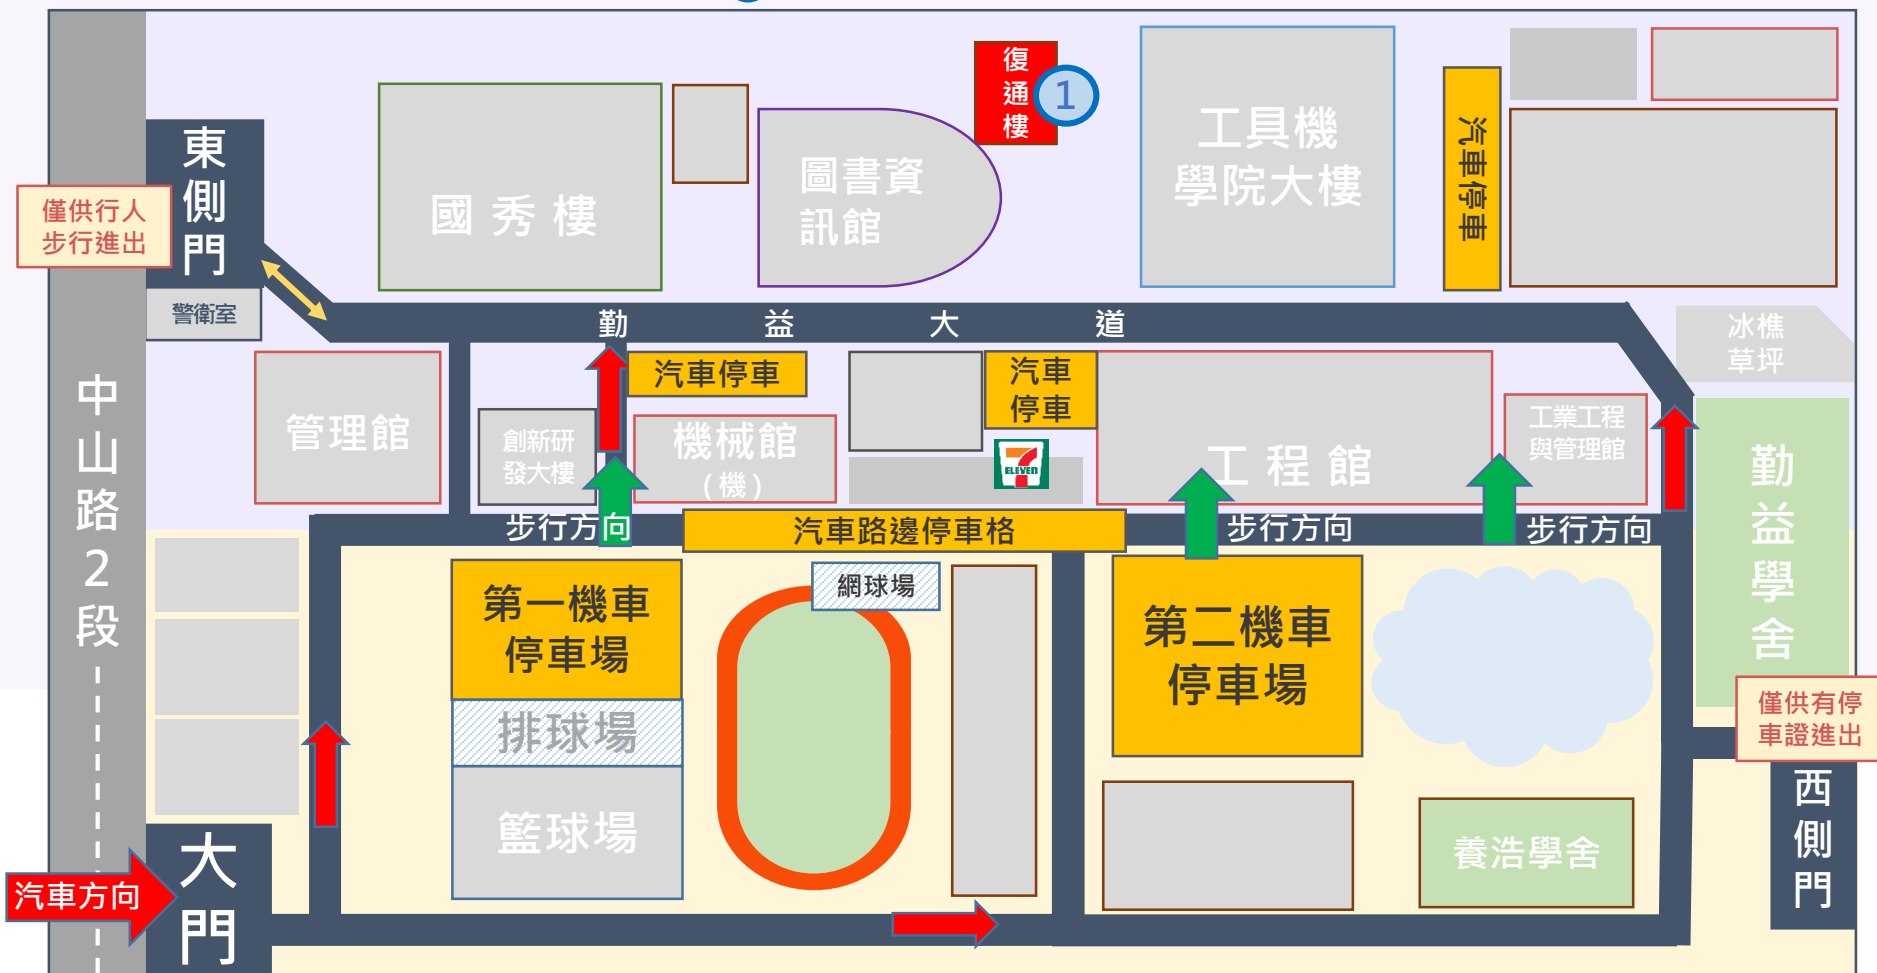 復
通
樓
1
工具機
學院大樓
汽車停車
東
側
門
國秀樓
圖書資
訊館
僅供行人
步行進出
警衛室
勤益大道
冰樵
草坪
汽車停車
汽車
停車
管理館
創新研
發大樓
機械館
(機)
7
ELEVEN
工程館
工業工程
與管理館
中
山
路
2
段
勤
益
學
舍
步行方向
汽車路邊停車格
步行方向
步行方向
第一機車
停車場
網球場
第二機車
停車場
排球場
僅供有停
車證進出
籃球場
養浩學舍
西
側
門
大
門
汽車方向